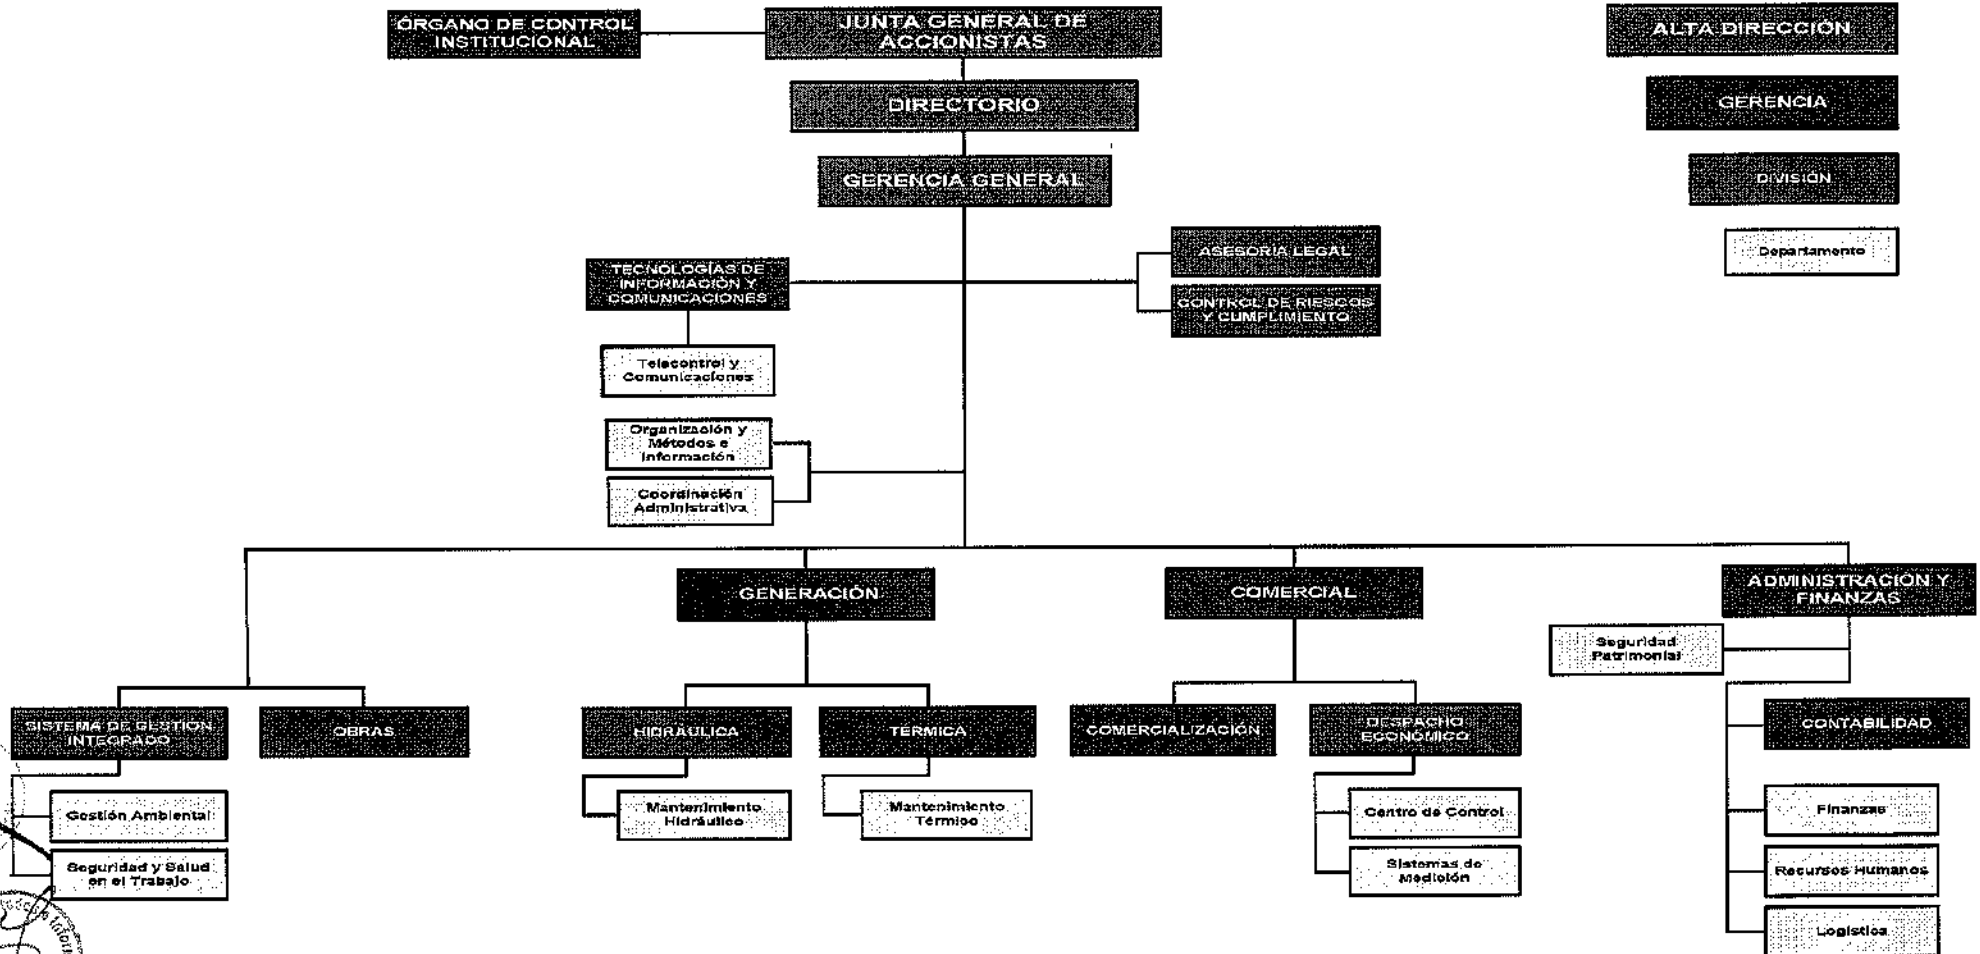 ÓRGANO DE CONTROL
INSTITUCIONAL
JUNTA GENERAL DE
ACCIONISTAS
ALTA DIRECCIÓN
DIRECTORIO
GERENCIA
GERENCIA GENERAL
DIVISIÓN
Departamento
ASESORÍA LEGAL
TECNOLOGÍAS DE
INFORMACIÓN Y
COMUNICACIONES
CONTROL DE RIESGOS
Y CUMPLIMIENTO
Telecontrol y
Comunicaciones
Organización y
Métodos e
Información
Coordinación
Administrativa
GENERACIÓN
COMERCIAL
ADMINISTRACIÓN Y
FINANZAS
Seguridad
Patrimonial
SISTEMA DE GESTIÓN
INTEGRADO
OBRAS
HIDRÁULICA
TÉRMICA
COMERCIALIZACIÓN
DESPACHO
ECONÓMICO
CONTABILIDAD
Gestión Ambiental
Mantenimiento
Hidráulico
Mantenimiento
Térmico
Centro de Control
Finanzas
Seguridad y Salud
en el Trabajo
Sistemas de
Medición
Recursos Humanos
Logística